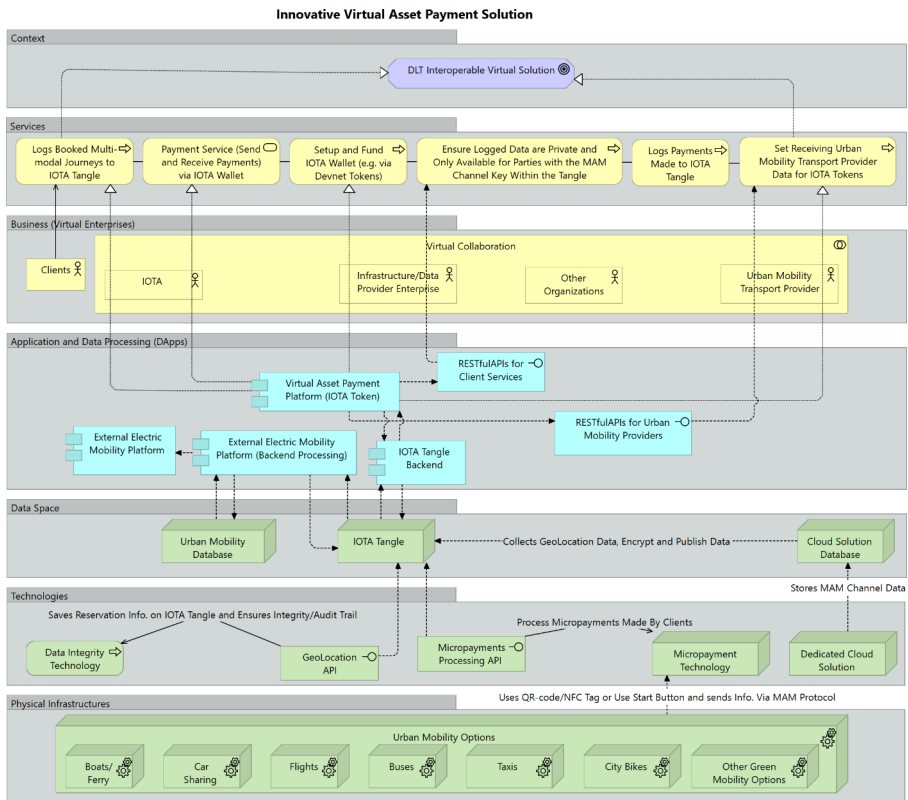 Innovative Virtual Asset Payment Solution
Context
DLT Interoperable Virtual Solution
Services
Logs Booked Multi-
modal Journeys to
IOTA Tangle
Payment Service (Send
and Receive Payments)
via IOTA Wallet
Setup and Fund
IOTA Wallet (e.g. via
Devnet Tokens)
Ensure Logged Data are Private and
Only Available for Parties with the MAM
Channel Key Within the Tangle
Logs Payments
Made to IOTA
Tangle
Set Receiving Urban
Mobility Transport Provider
Data for IOTA Tokens
Business (Virtual Enterprises)
Virtual Collaboration
Clients
IOTA
Infrastructure/Data
Provider Enterprise
Other
Organizations
Urban Mobility
Transport Provider
Application and Data Processing (DApps)
RESTfulAPIs for
Client Services
Virtual Asset Payment
Platform (IOTA Token)
RESTfulAPIs for Urban
Mobility Providers
External Electric
Mobility Platform
External Electric Mobility
Platform (Backend Processing)
IOTA Tangle
Backend
Data Space
Urban Mobility
Database
IOTA Tangle
Collects GeoLocation Data, Encrypt and Publish Data
Cloud Solution
Database
Technologies
Stores MAM Channel Data
Saves Reservation Info. on IOTA Tangle and Ensures Integrity/Audit Trail
Process Micropayments Made By Clients
Data Integrity
Technology
GeoLocation
API
Micropayments
Processing API
Micropayment
Technology
Dedicated Cloud
Solution
Uses QR-code/NFC Tag or Use Start Button and sends Info. Via MAM Protocol
Physical Infrastructures
Urban Mobility Options
Boats/
Ferry
Car
Sharing
Flights
Buses
Taxis
City Bikes
Other Green
Mobility Options